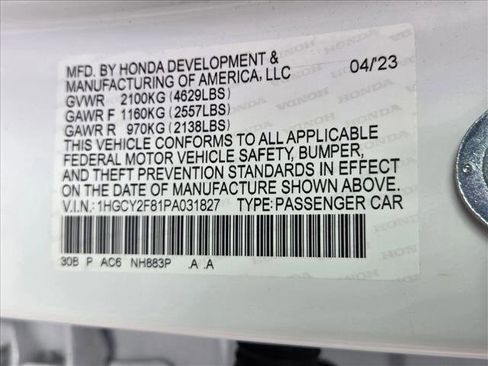 MFD. BY HONDA DEVELOPMENT & 04/'23
MANUFACTURING OF AMERICA, LLC
GVWR 2100KG (4629LBS)
GAWR F 1160KG (2557LBS)
GAWR R 970KG (2138LBS)
THIS VEHICLE CONFORMS TO ALL APPLICABLE
FEDERAL MOTOR VEHICLE SAFETY, BUMPER,
AND THEFT PREVENTION STANDARDS IN EFFECT
ON THE DATE OF MANUFACTURE SHOWN ABOVE.
V.I.N.:1HGCY2F81PA031827 TYPE:PASSENGER CAR
30B P AC6 NH883P .A .A
HONDA